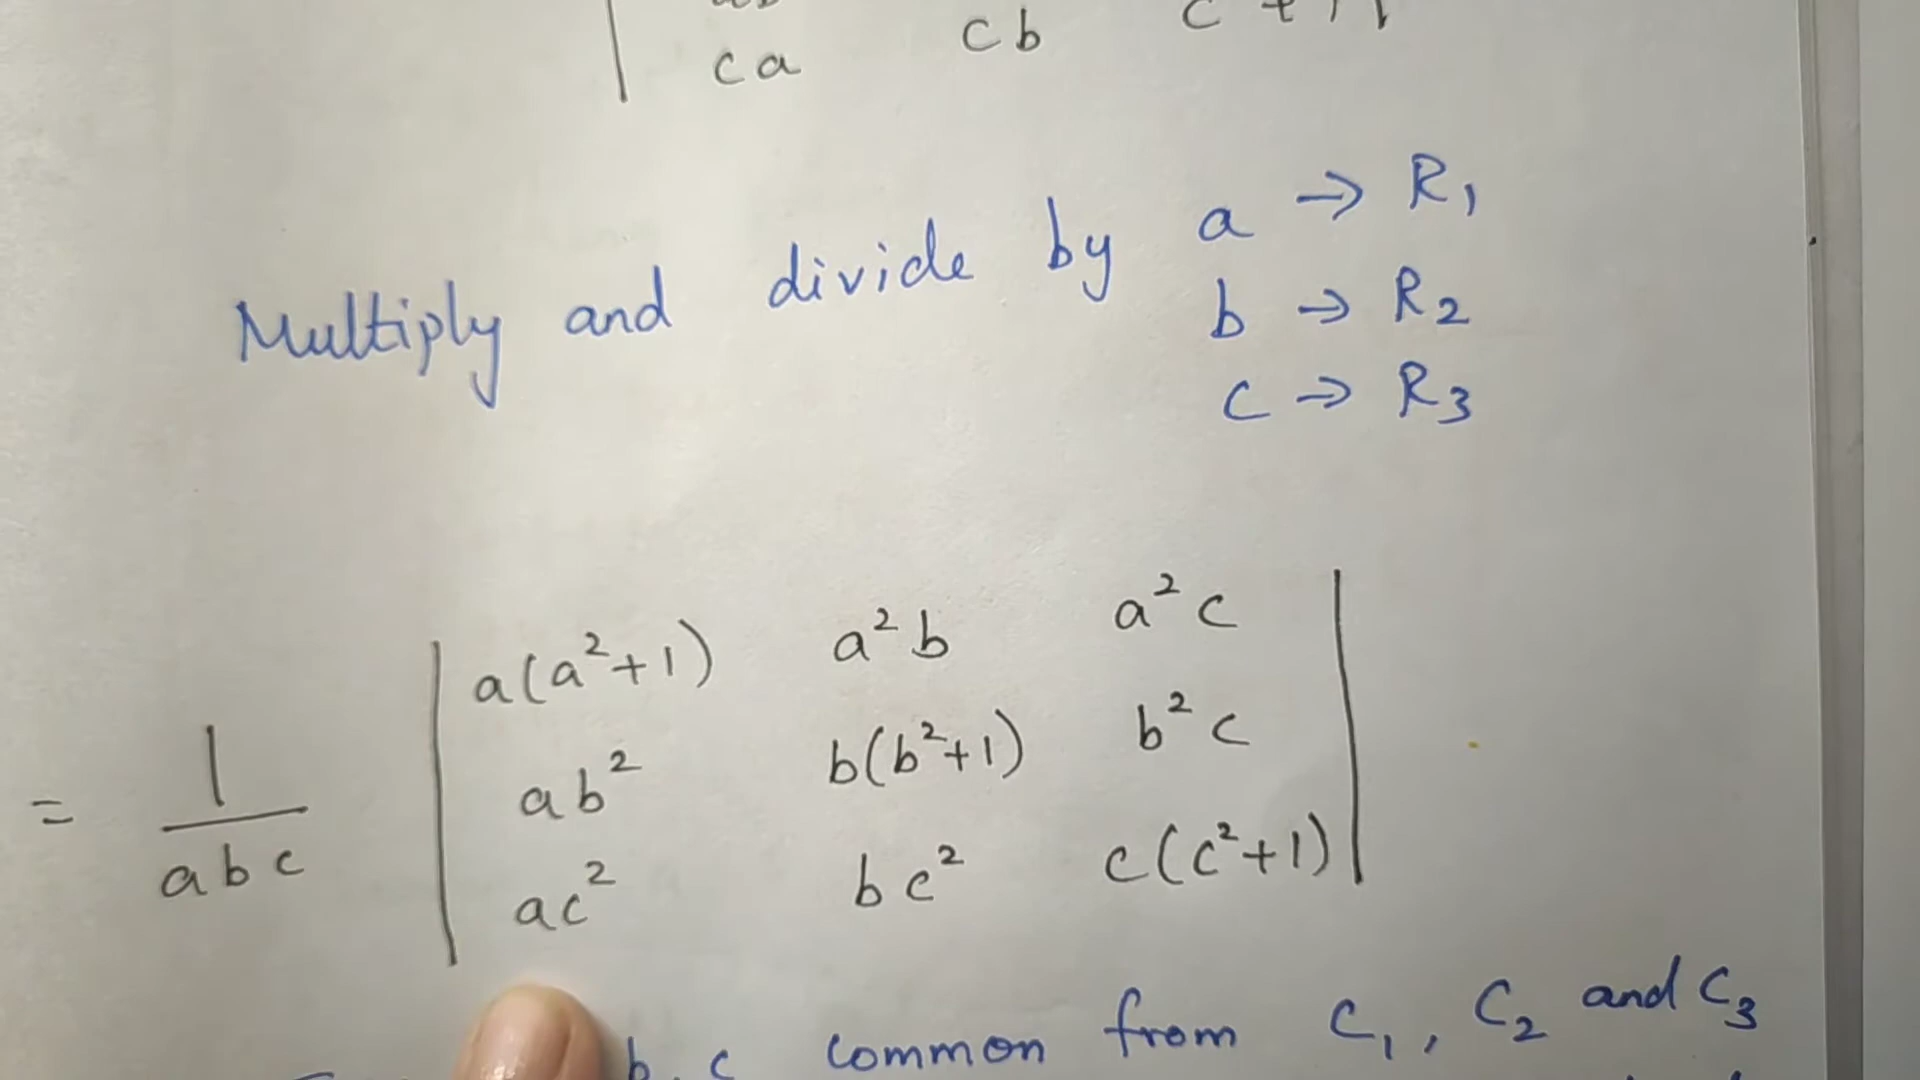 ca cb
Multiply and divide by a → R₁
b → R₂
c → R₃
a(a²+1) a²b a²c
= 1/abc ab² b(b²+1) b²c
ac² bc² c(c²+1)
b, c common from C₁, C₂ and C₃